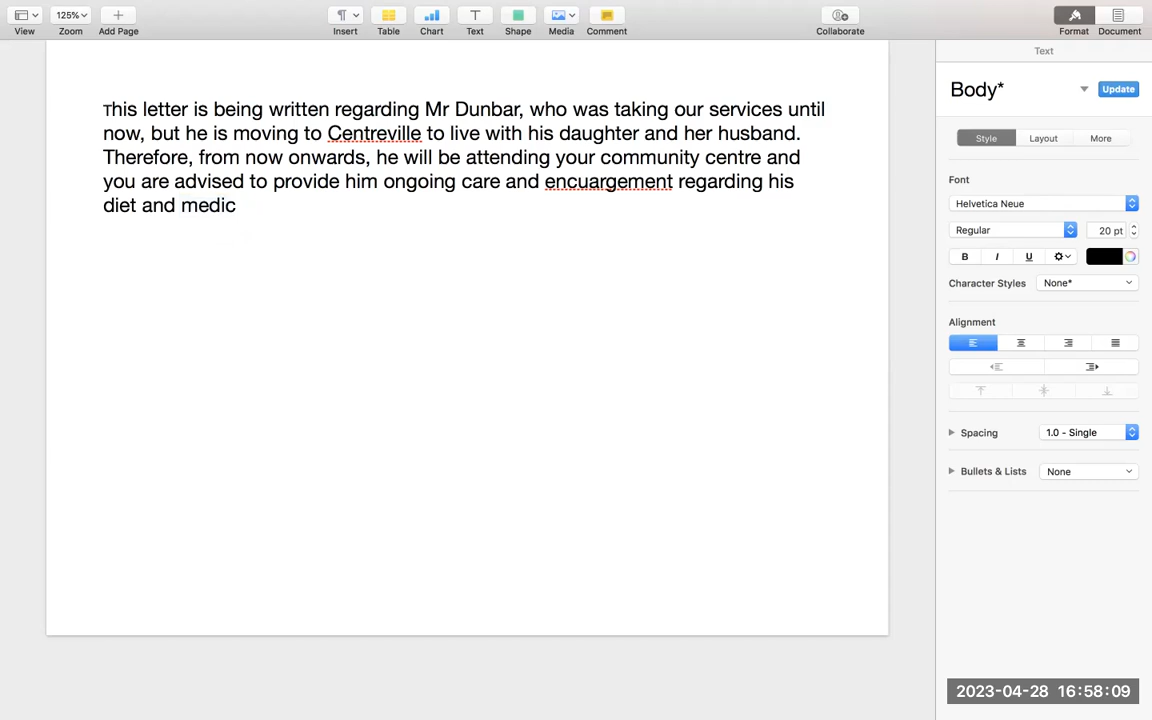 View
125%
Zoom
Add Page
Insert
Table
Chart
Text
Shape
Media
Comment
Collaborate
Format
Document
Text
This letter is being written regarding Mr Dunbar, who was taking our services until
now, but he is moving to Centreville to live with his daughter and her husband.
Therefore, from now onwards, he will be attending your community centre and
you are advised to provide him ongoing care and encuargement regarding his
diet and medic
Body*
Update
Style
Layout
More
Font
Helvetica Neue
Regular
20 pt
B I U
Character Styles
None*
Alignment
Spacing
1.0 - Single
Bullets & Lists
None
2023-04-28 16:58:09